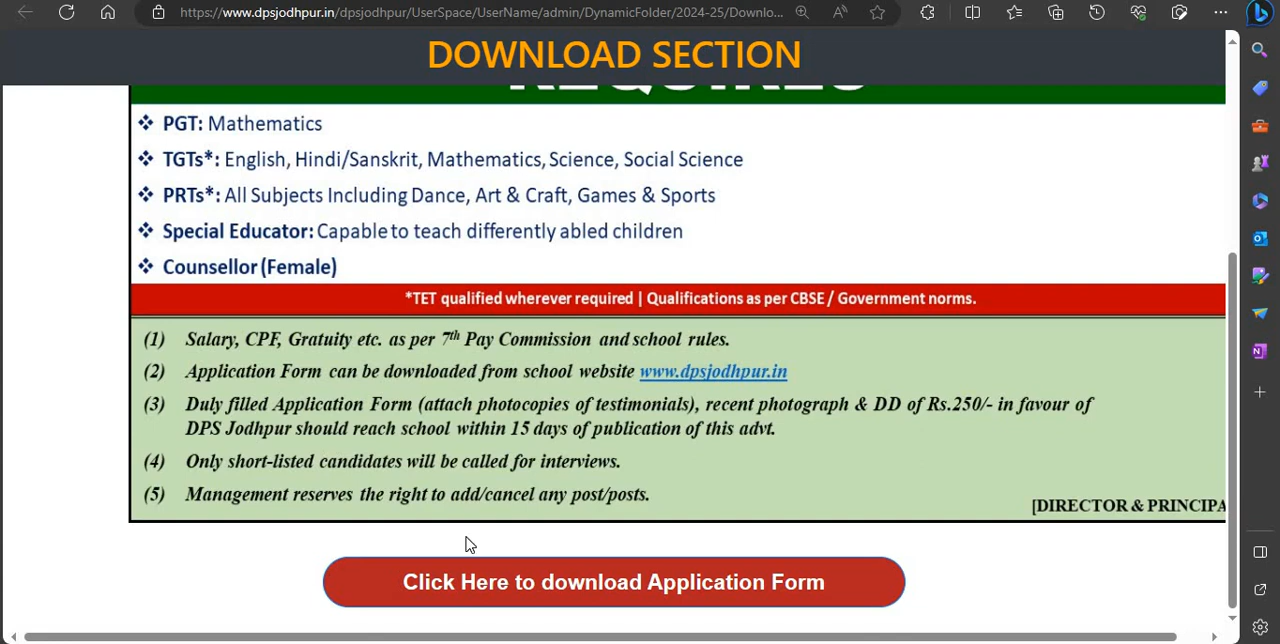 https://www.dpsjodhpur.in/dpsjodhpur/UserSpace/UserName/admin/DynamicFolder/2024-25/Downlo...
DOWNLOAD SECTION
❖ PGT: Mathematics
❖ TGTs*: English, Hindi/Sanskrit, Mathematics, Science, Social Science
❖ PRTs*: All Subjects Including Dance, Art & Craft, Games & Sports
❖ Special Educator: Capable to teach differently abled children
❖ Counsellor (Female)
*TET qualified wherever required | Qualifications as per CBSE / Government norms.
(1) Salary, CPF, Gratuity etc. as per 7th Pay Commission and school rules.
(2) Application Form can be downloaded from school website www.dpsjodhpur.in
(3) Duly filled Application Form (attach photocopies of testimonials), recent photograph & DD of Rs.250/- in favour of
DPS Jodhpur should reach school within 15 days of publication of this advt.
(4) Only short-listed candidates will be called for interviews.
(5) Management reserves the right to add/cancel any post/posts.
[DIRECTOR & PRINCIPA
Click Here to download Application Form